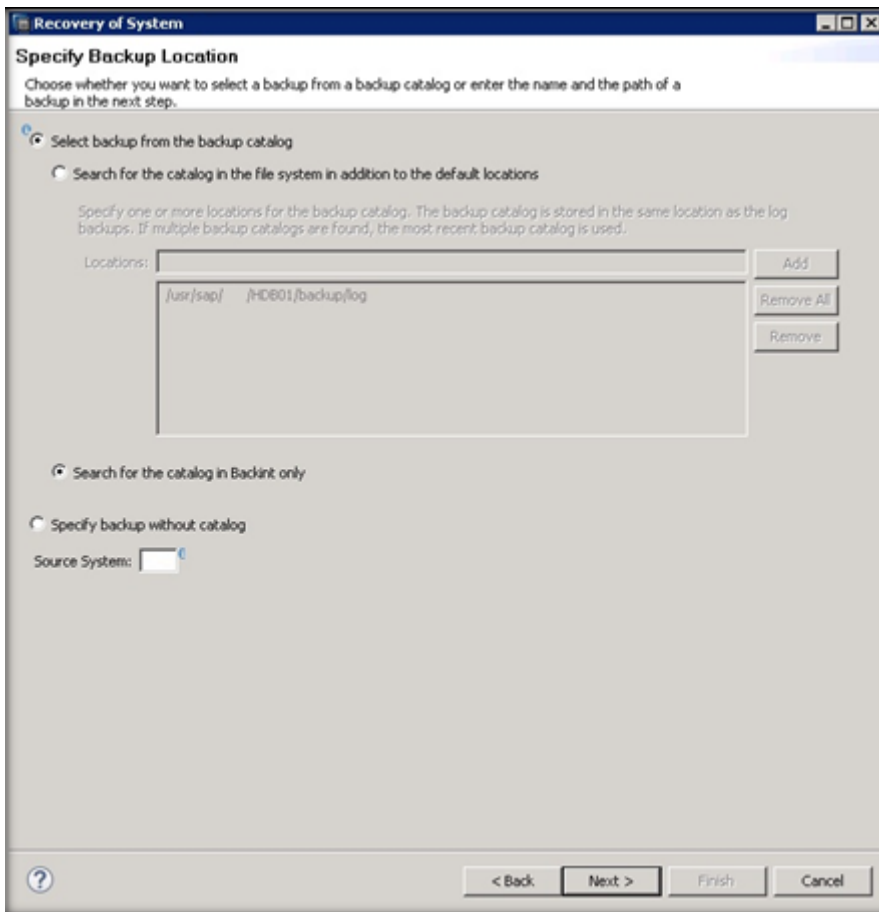 Recovery of System
Specify Backup Location
Choose whether you want to select a backup from a backup catalog or enter the name and the path of a
backup in the next step.
Select backup from the backup catalog
Search for the catalog in the file system in addition to the default locations
Specify one or more locations for the backup catalog. The backup catalog is stored in the same location as the log
backups. If multiple backup catalogs are found, the most recent backup catalog is used.
Locations:
Add
/usr/sap/ /HDB01/backup/log
Remove All
Remove
Search for the catalog in Backint only
Specify backup without catalog
Source System:
?
< Back
Next >
Finish
Cancel